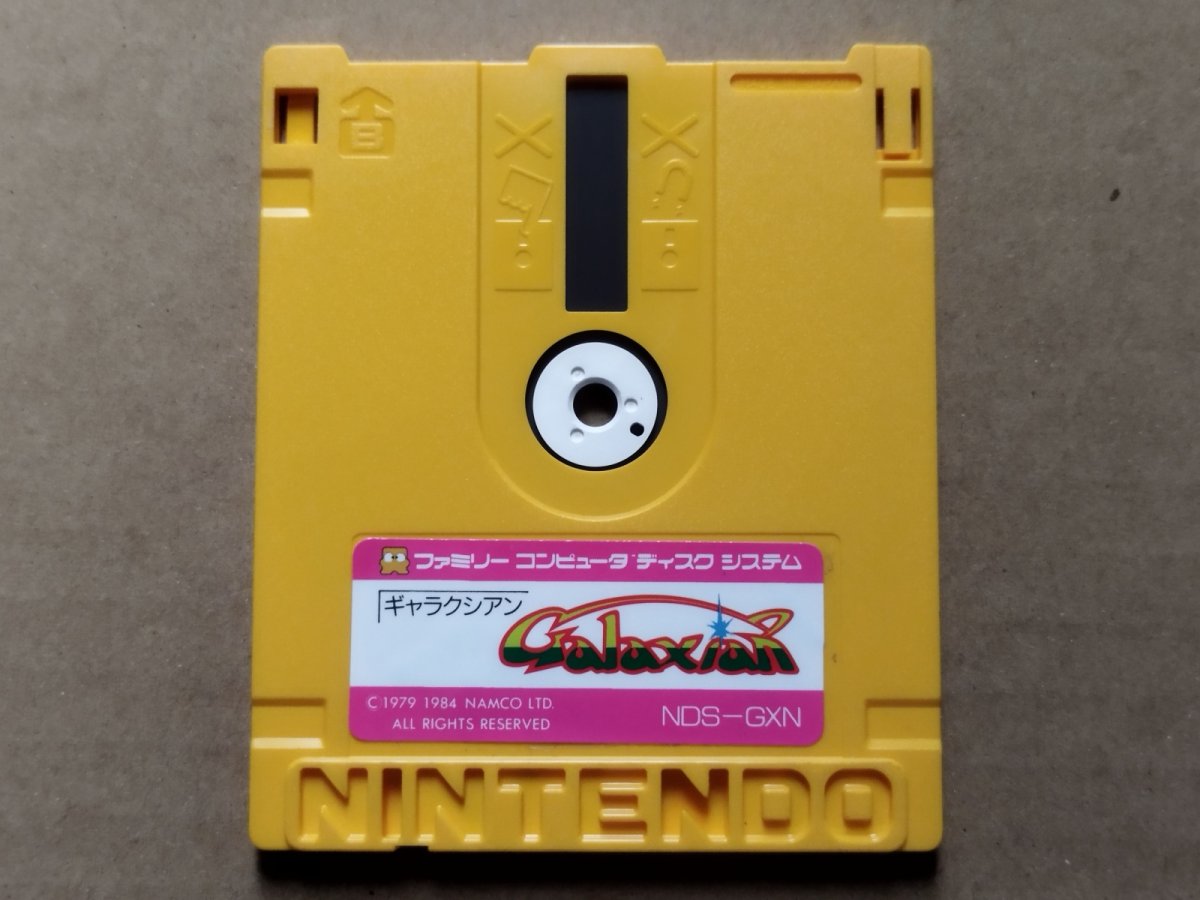 B
ファミリー コンピュータ ディスク システム
ギャラクシアン
Galaxian
©1979 1984 NAMCO LTD.
ALL RIGHTS RESERVED
NDS-GXN
NINTENDO